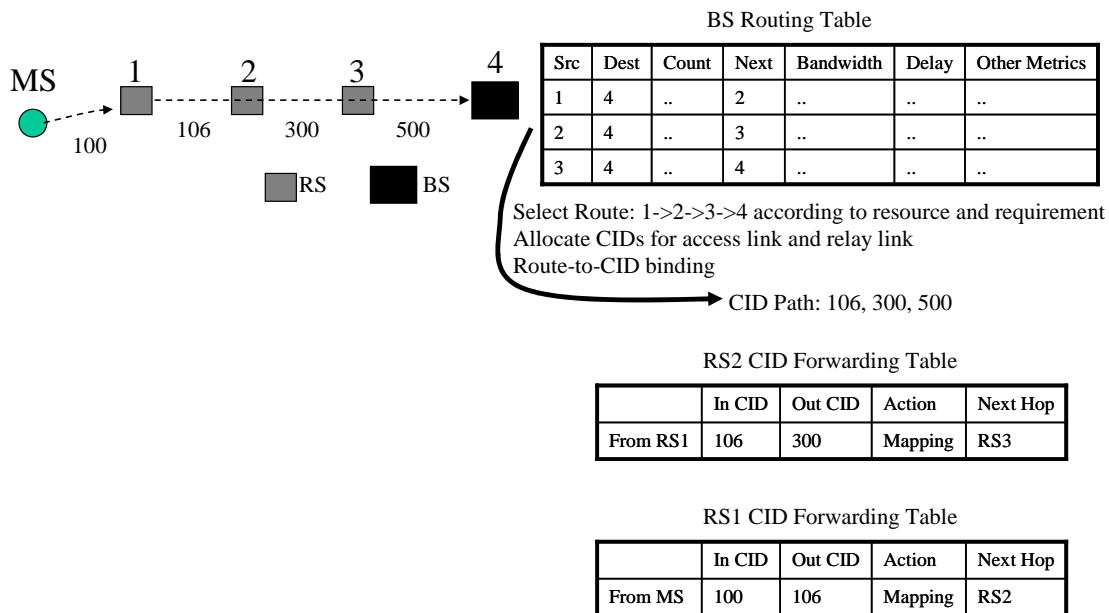 BS Routing Table
Src Dest Count Next Bandwidth Delay Other Metrics
1 4 .. 2 .. .. ..
2 4 .. 3 .. .. ..
3 4 .. 4 .. .. ..
MS 1 2 3 4
100 106 300 500
RS BS
Select Route: 1->2->3->4 according to resource and requirement
Allocate CIDs for access link and relay link
Route-to-CID binding
CID Path: 106, 300, 500
RS2 CID Forwarding Table
In CID Out CID Action Next Hop
From RS1 106 300 Mapping RS3
RS1 CID Forwarding Table
In CID Out CID Action Next Hop
From MS 100 106 Mapping RS2